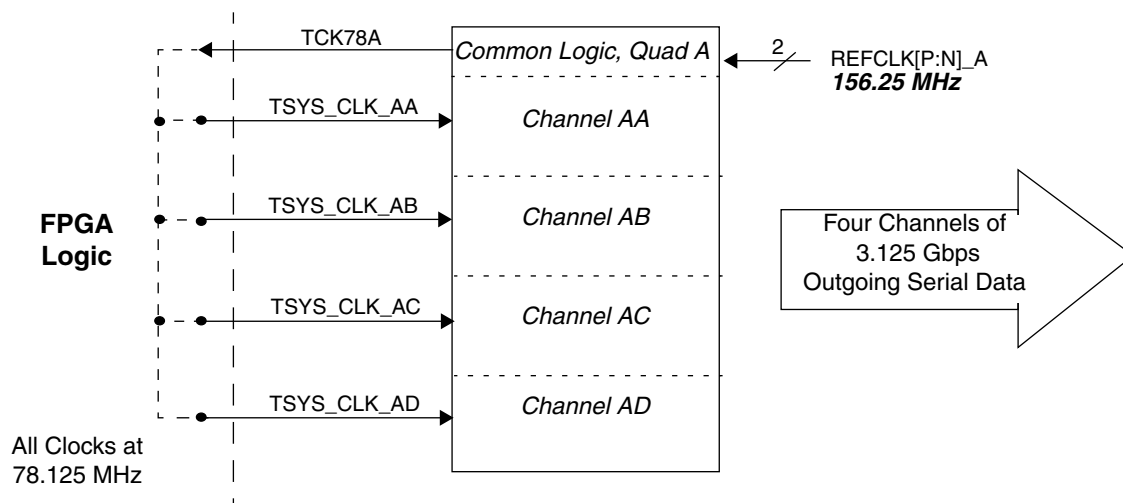 TCK78A
Common Logic, Quad A
2
REFCLK[P:N]_A
156.25 MHz
TSYS_CLK_AA
Channel AA
TSYS_CLK_AB
Channel AB
FPGA
Logic
Four Channels of
3.125 Gbps
Outgoing Serial Data
TSYS_CLK_AC
Channel AC
TSYS_CLK_AD
Channel AD
All Clocks at
78.125 MHz